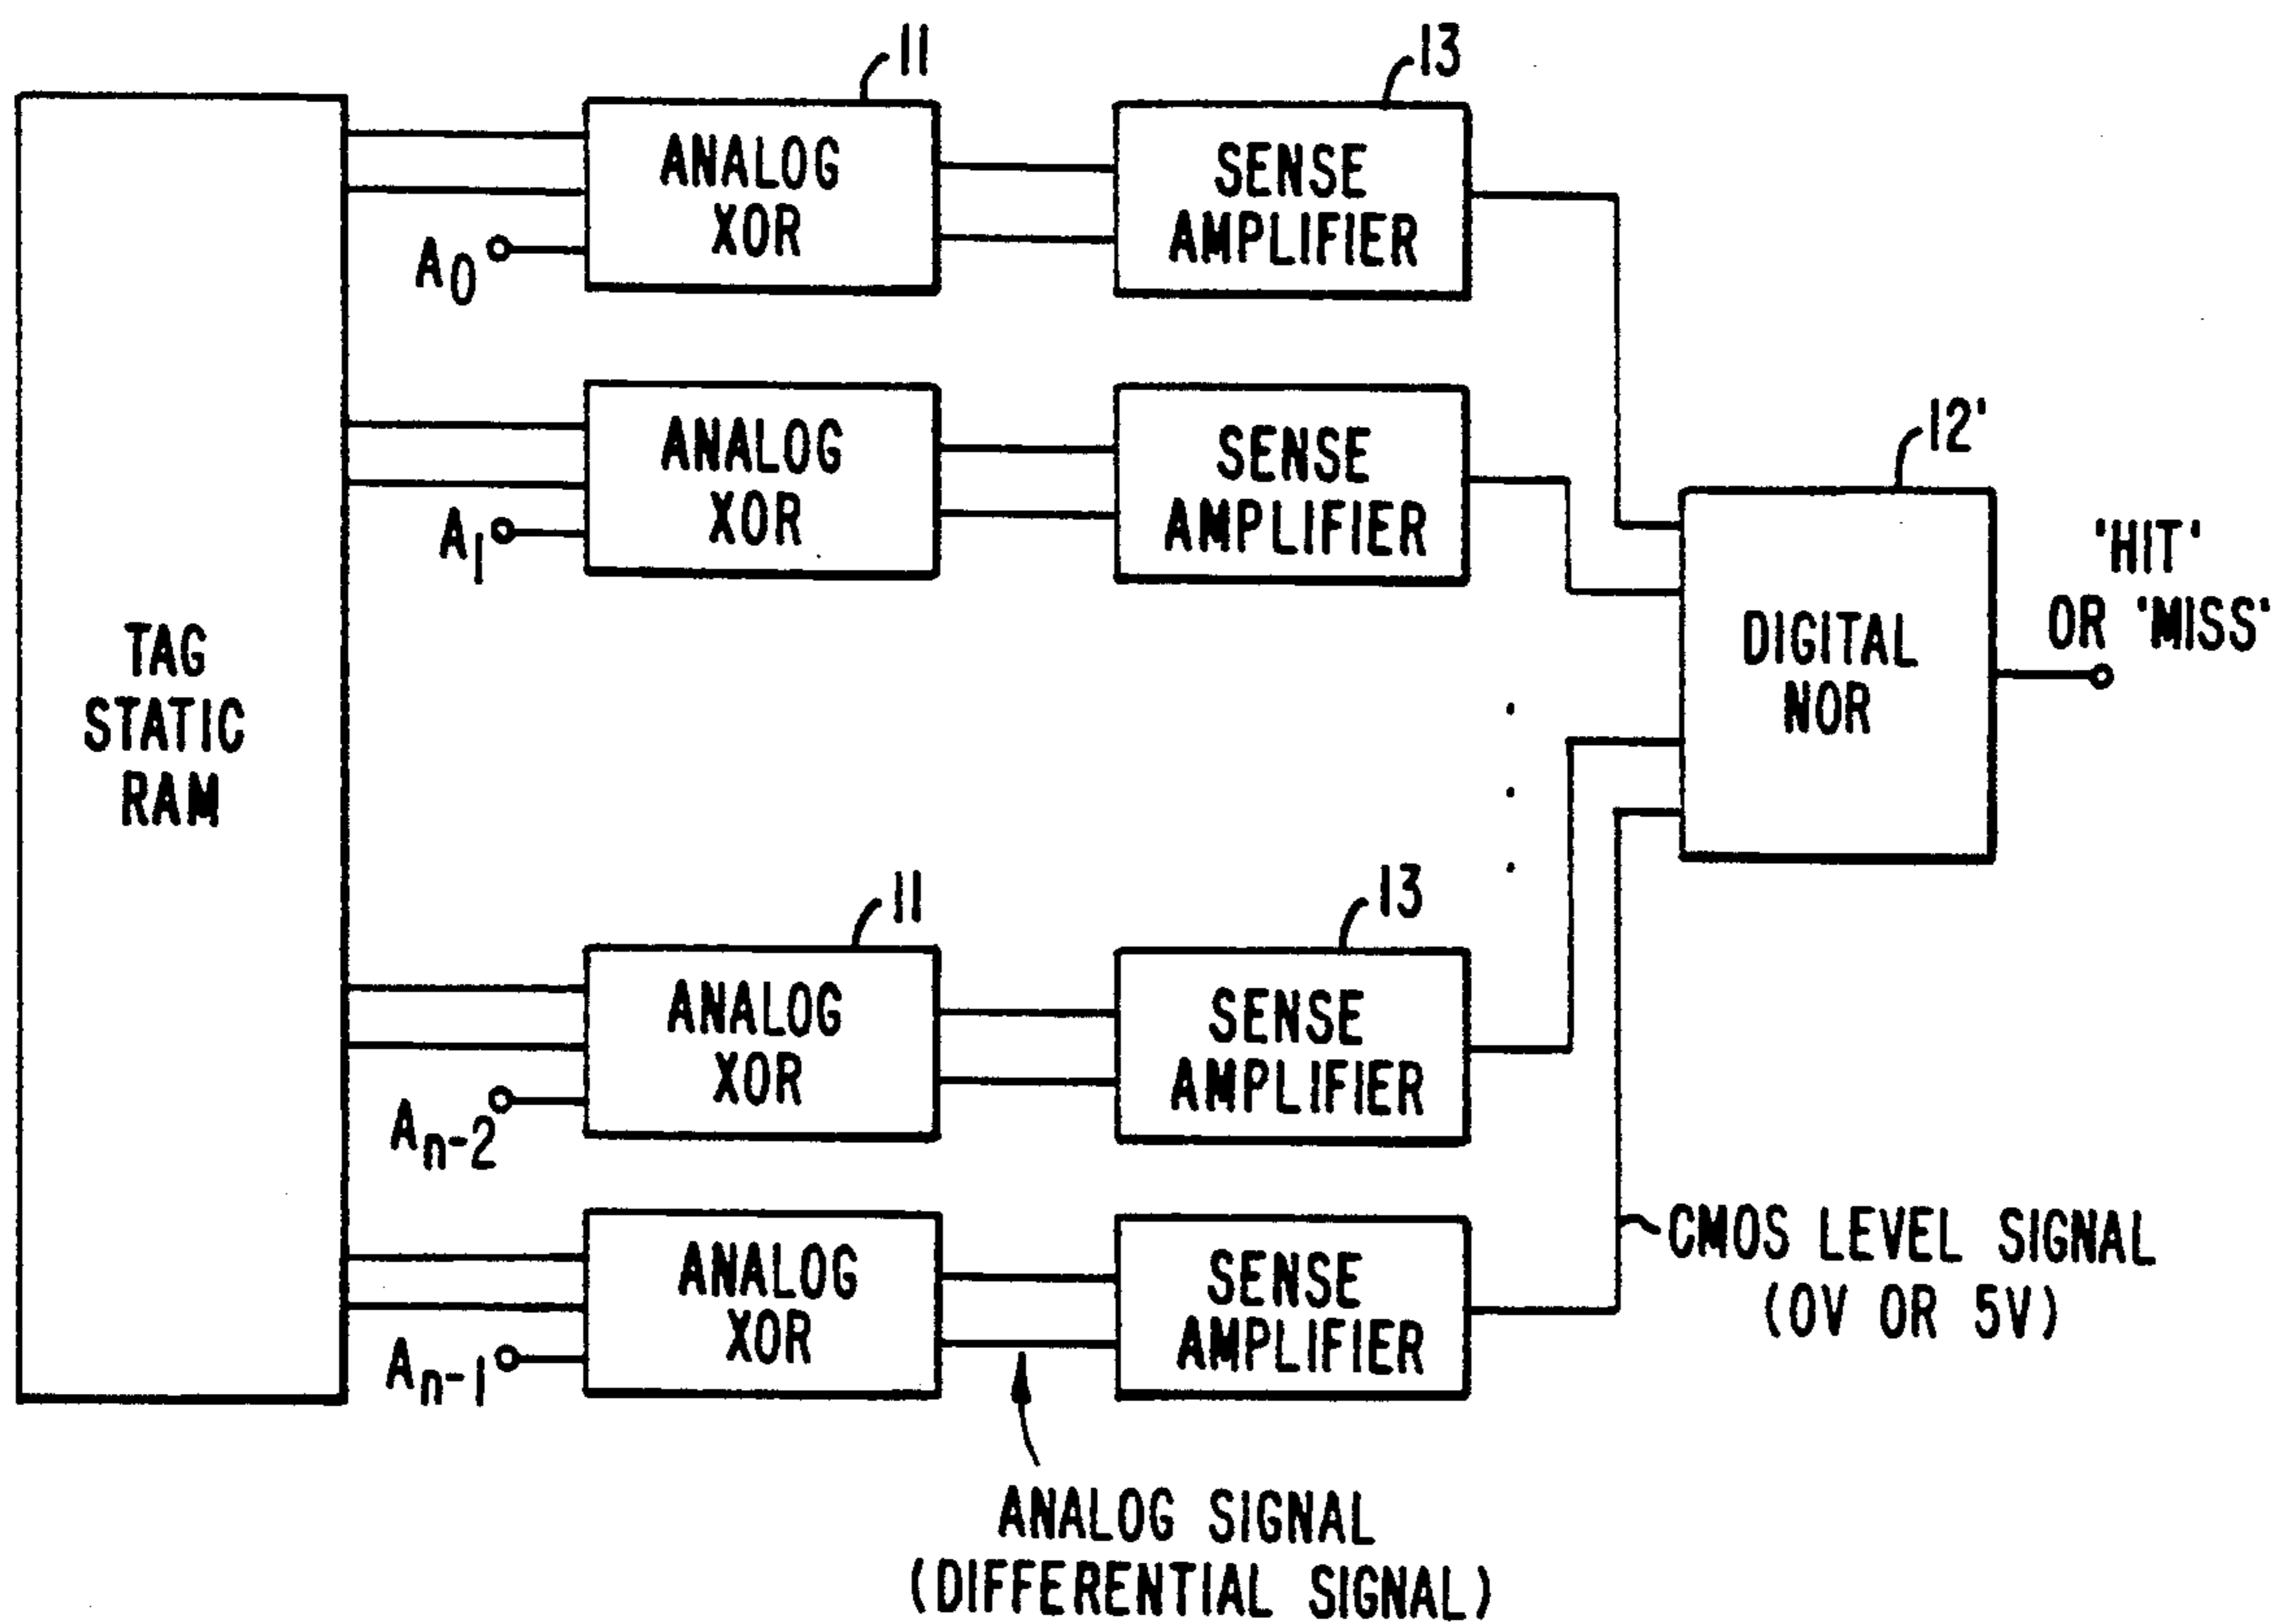 11
13
ANALOG
XOR
SENSE
AMPLIFIER
A0
ANALOG
XOR
SENSE
AMPLIFIER
A1
12'
'HIT'
OR 'MISS'
DIGITAL
NOR
TAG
STATIC
RAM
11
13
ANALOG
XOR
SENSE
AMPLIFIER
An-2
ANALOG
XOR
SENSE
AMPLIFIER
An-1
CMOS LEVEL SIGNAL
(0V OR 5V)
ANALOG SIGNAL
(DIFFERENTIAL SIGNAL)